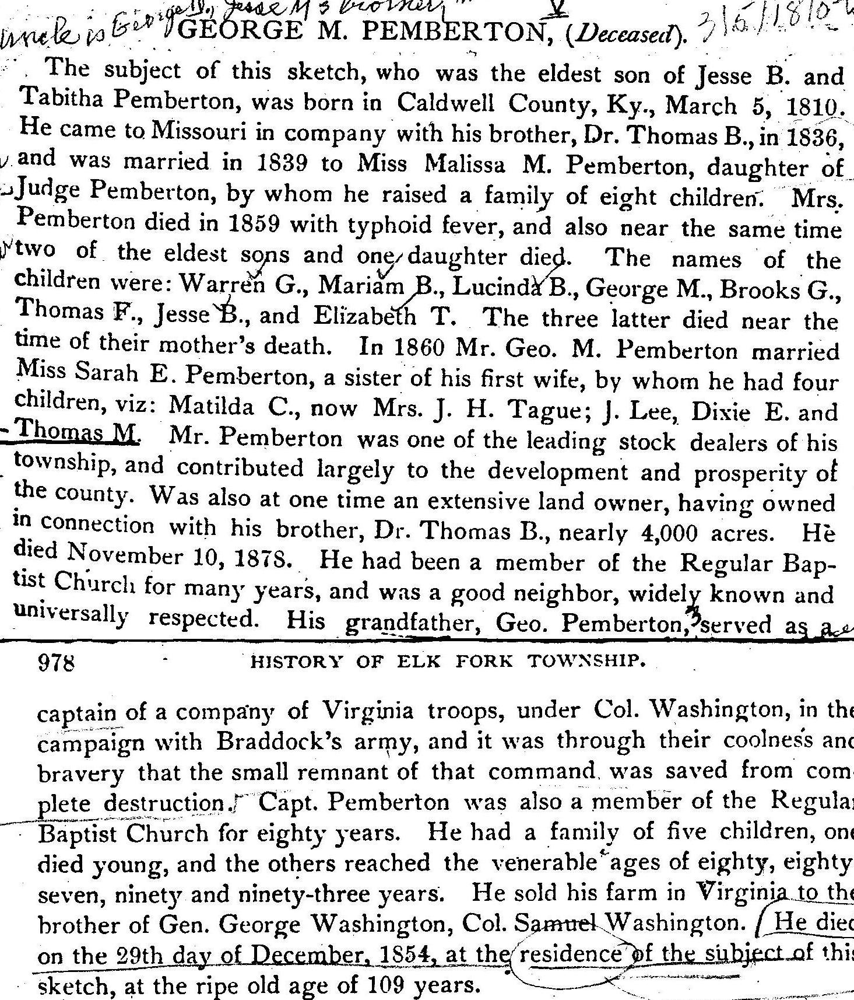 uncle is George D., Jesse M's brother,
GEORGE M. PEMBERTON, (Deceased). 3/5/1810
The subject of this sketch, who was the eldest son of Jesse B. and
Tabitha Pemberton, was born in Caldwell County, Ky., March 5, 1810.
He came to Missouri in company with his brother, Dr. Thomas B., in 1836,
and was married in 1839 to Miss Malissa M. Pemberton, daughter of
Judge Pemberton, by whom he raised a family of eight children. Mrs.
Pemberton died in 1859 with typhoid fever, and also near the same time
two of the eldest sons and one daughter died. The names of the
children were: Warren G., Mariam B., Lucinda B., George M., Brooks G.,
Thomas F., Jesse B., and Elizabeth T. The three latter died near the
time of their mother's death. In 1860 Mr. Geo. M. Pemberton married
Miss Sarah E. Pemberton, a sister of his first wife, by whom he had four
children, viz: Matilda C., now Mrs. J. H. Tague; J. Lee, Dixie E. and
Thomas M. Mr. Pemberton was one of the leading stock dealers of his
township, and contributed largely to the development and prosperity of
the county. Was also at one time an extensive land owner, having owned
in connection with his brother, Dr. Thomas B., nearly 4,000 acres. He
died November 10, 1878. He had been a member of the Regular Bap-
tist Church for many years, and was a good neighbor, widely known and
universally respected. His grandfather, Geo. Pemberton, 3 served as a
978 HISTORY OF ELK FORK TOWNSHIP.
captain of a company of Virginia troops, under Col. Washington, in the
campaign with Braddock's army, and it was through their coolness and
bravery that the small remnant of that command was saved from com-
plete destruction. Capt. Pemberton was also a member of the Regular
Baptist Church for eighty years. He had a family of five children, one
died young, and the others reached the venerable ages of eighty, eighty-
seven, ninety and ninety-three years. He sold his farm in Virginia to the
brother of Gen. George Washington, Col. Samuel Washington. He died
on the 29th day of December, 1854, at the residence of the subject of this
sketch, at the ripe old age of 109 years.